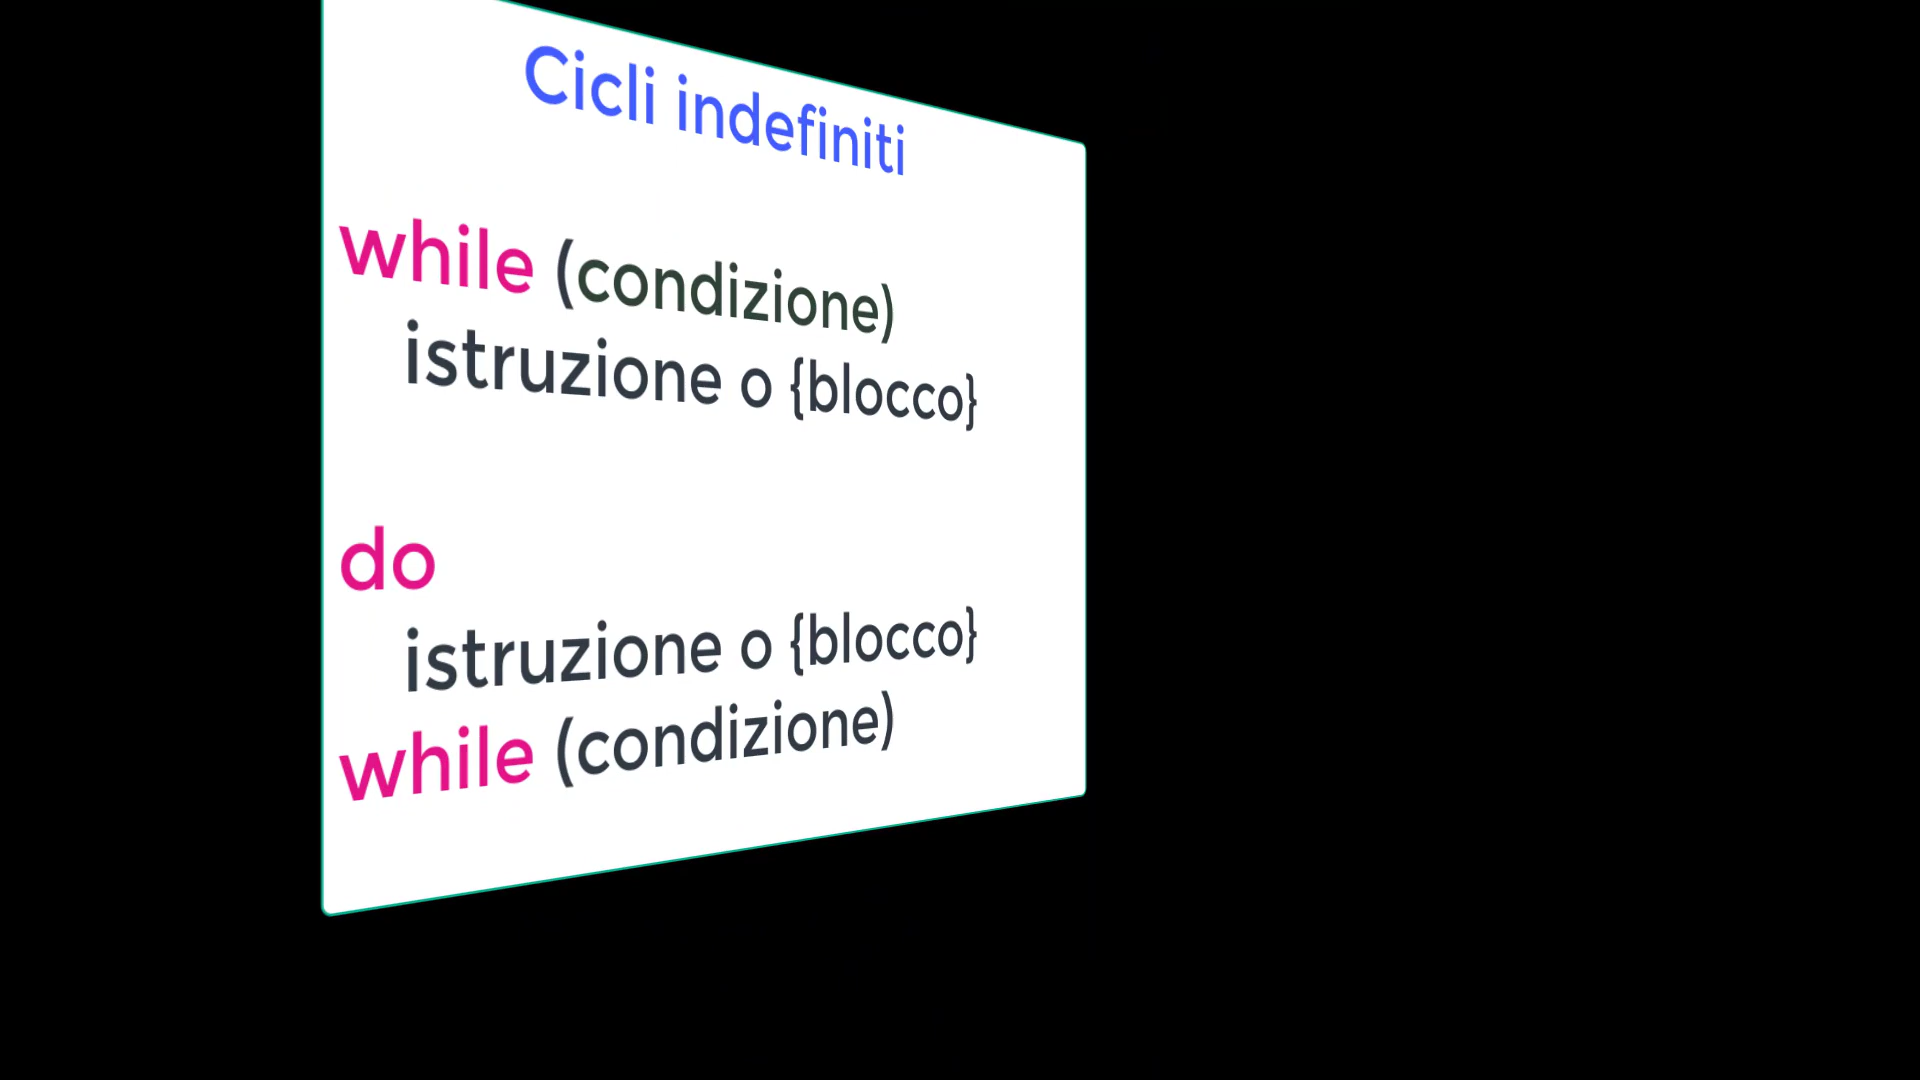 Cicli indefiniti
while (condizione)
istruzione o {blocco}
do
istruzione o {blocco}
while (condizione)